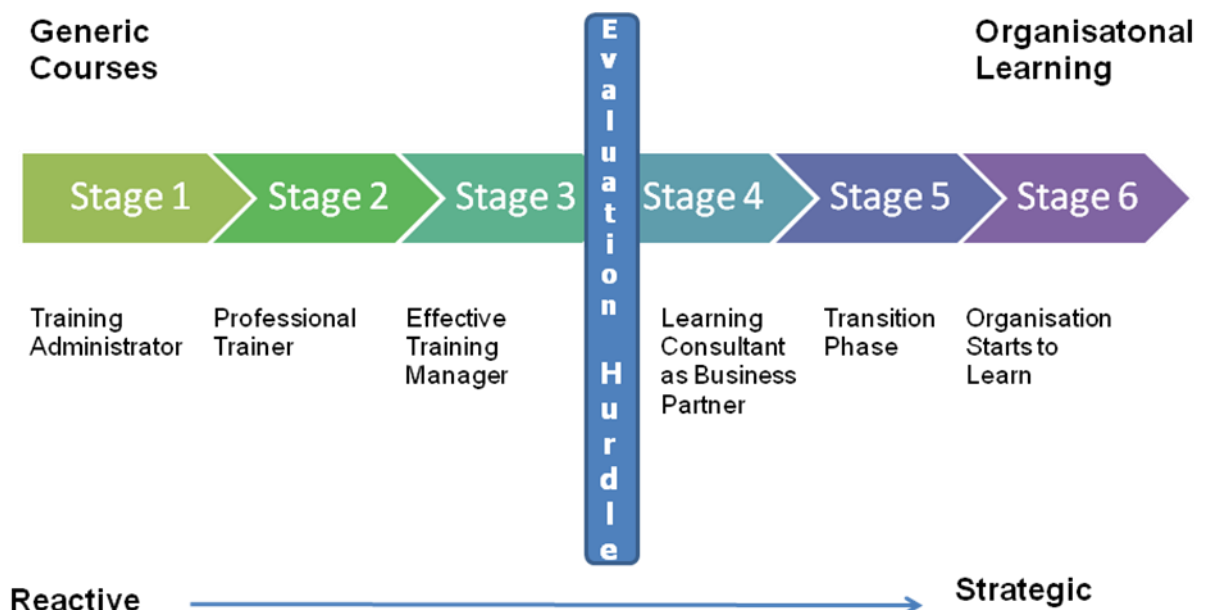 Generic
Courses
Organisatonal
Learning
Evaluation Hurdle
Stage 1
Stage 2
Stage 3
Stage 4
Stage 5
Stage 6
Training
Administrator
Professional
Trainer
Effective
Training
Manager
Learning
Consultant
as Business
Partner
Transition
Phase
Organisation
Starts to
Learn
Reactive
Strategic